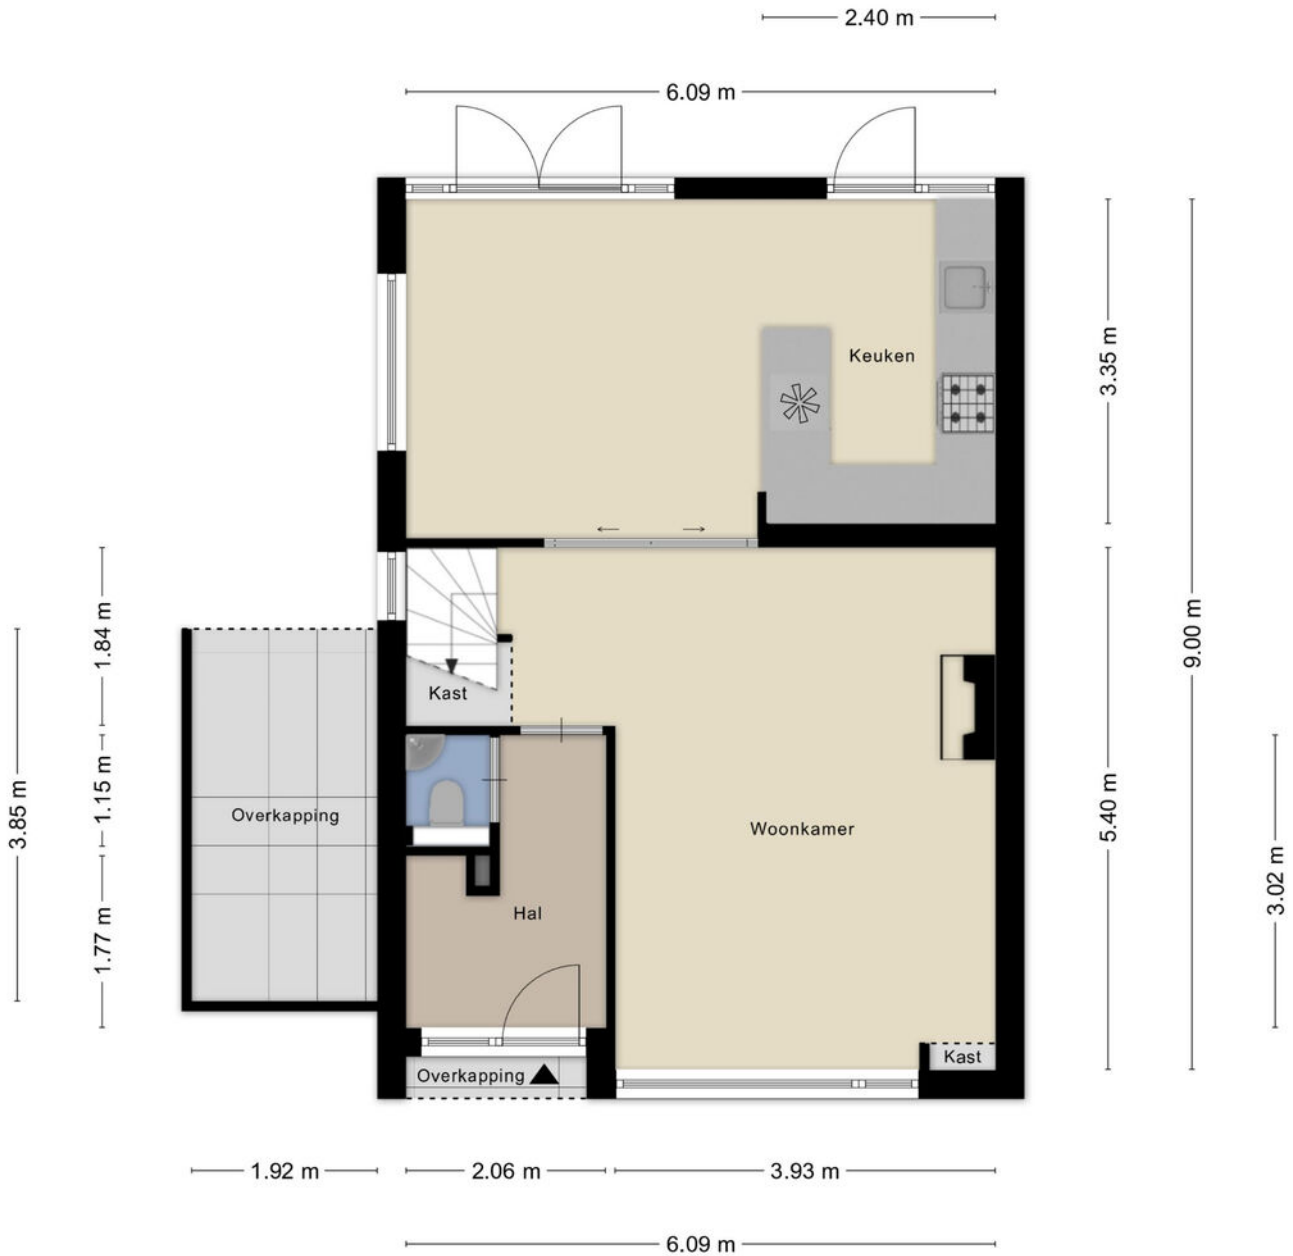 2.40 m
6.09 m
Keuken
3.35 m
9.00 m
1.84 m
Kast
1.15 m
3.85 m
Overkapping
Woonkamer
5.40 m
3.02 m
1.77 m
Hal
Kast
Overkapping
1.92 m
2.06 m
3.93 m
6.09 m